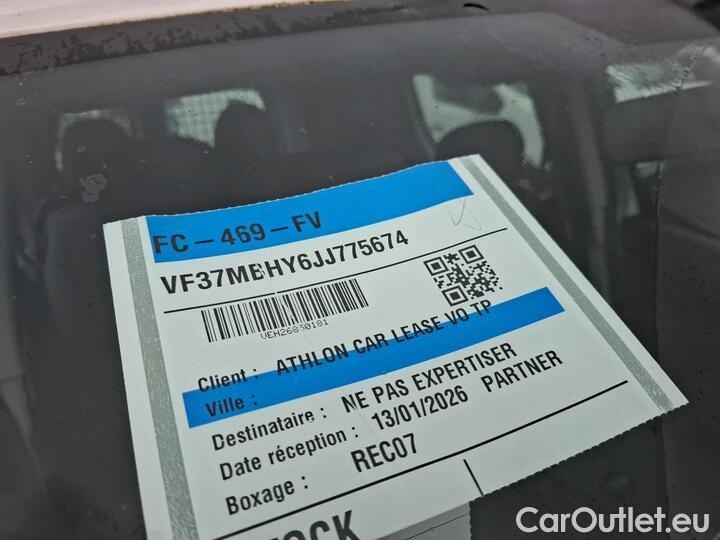 FC-469-FV
VF37MBHY6JJ775674
VEH26830181
Client : ATHLON CAR LEASE VO TP
Ville :
Destinataire : NE PAS EXPERTISER
Date réception : 13/01/2026 PARTNER
Boxage : REC07
CarOutlet.eu